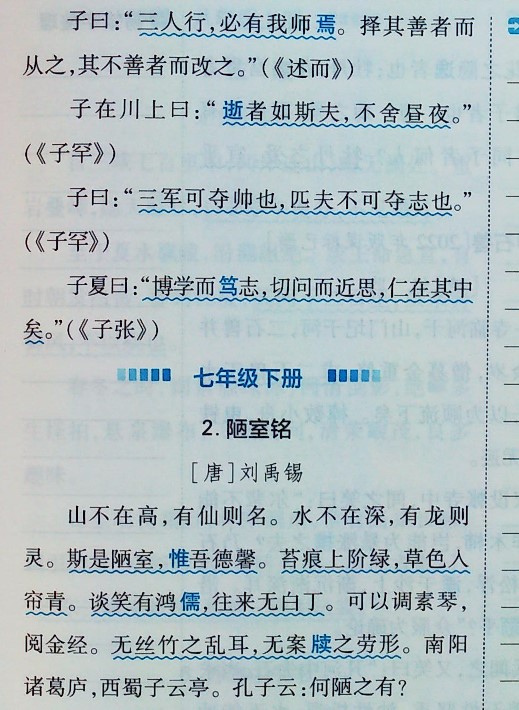 子曰：“三人行，必有我师焉。择其善者而
从之，其不善者而改之。”(《述而》)
子在川上曰：“逝者如斯夫，不舍昼夜。”
(《子罕》)
子曰：“三军可夺帅也，匹夫不可夺志也。”
(《子罕》)
子夏曰：“博学而笃志，切问而近思，仁在其中
矣。”(《子张》)
七年级下册
2. 陋室铭
[唐]刘禹锡
山不在高，有仙则名。水不在深，有龙则
灵。斯是陋室，惟吾德馨。苔痕上阶绿，草色入
帘青。谈笑有鸿儒，往来无白丁。可以调素琴，
阅金经。无丝竹之乱耳，无案牍之劳形。南阳
诸葛庐，西蜀子云亭。孔子云：何陋之有?